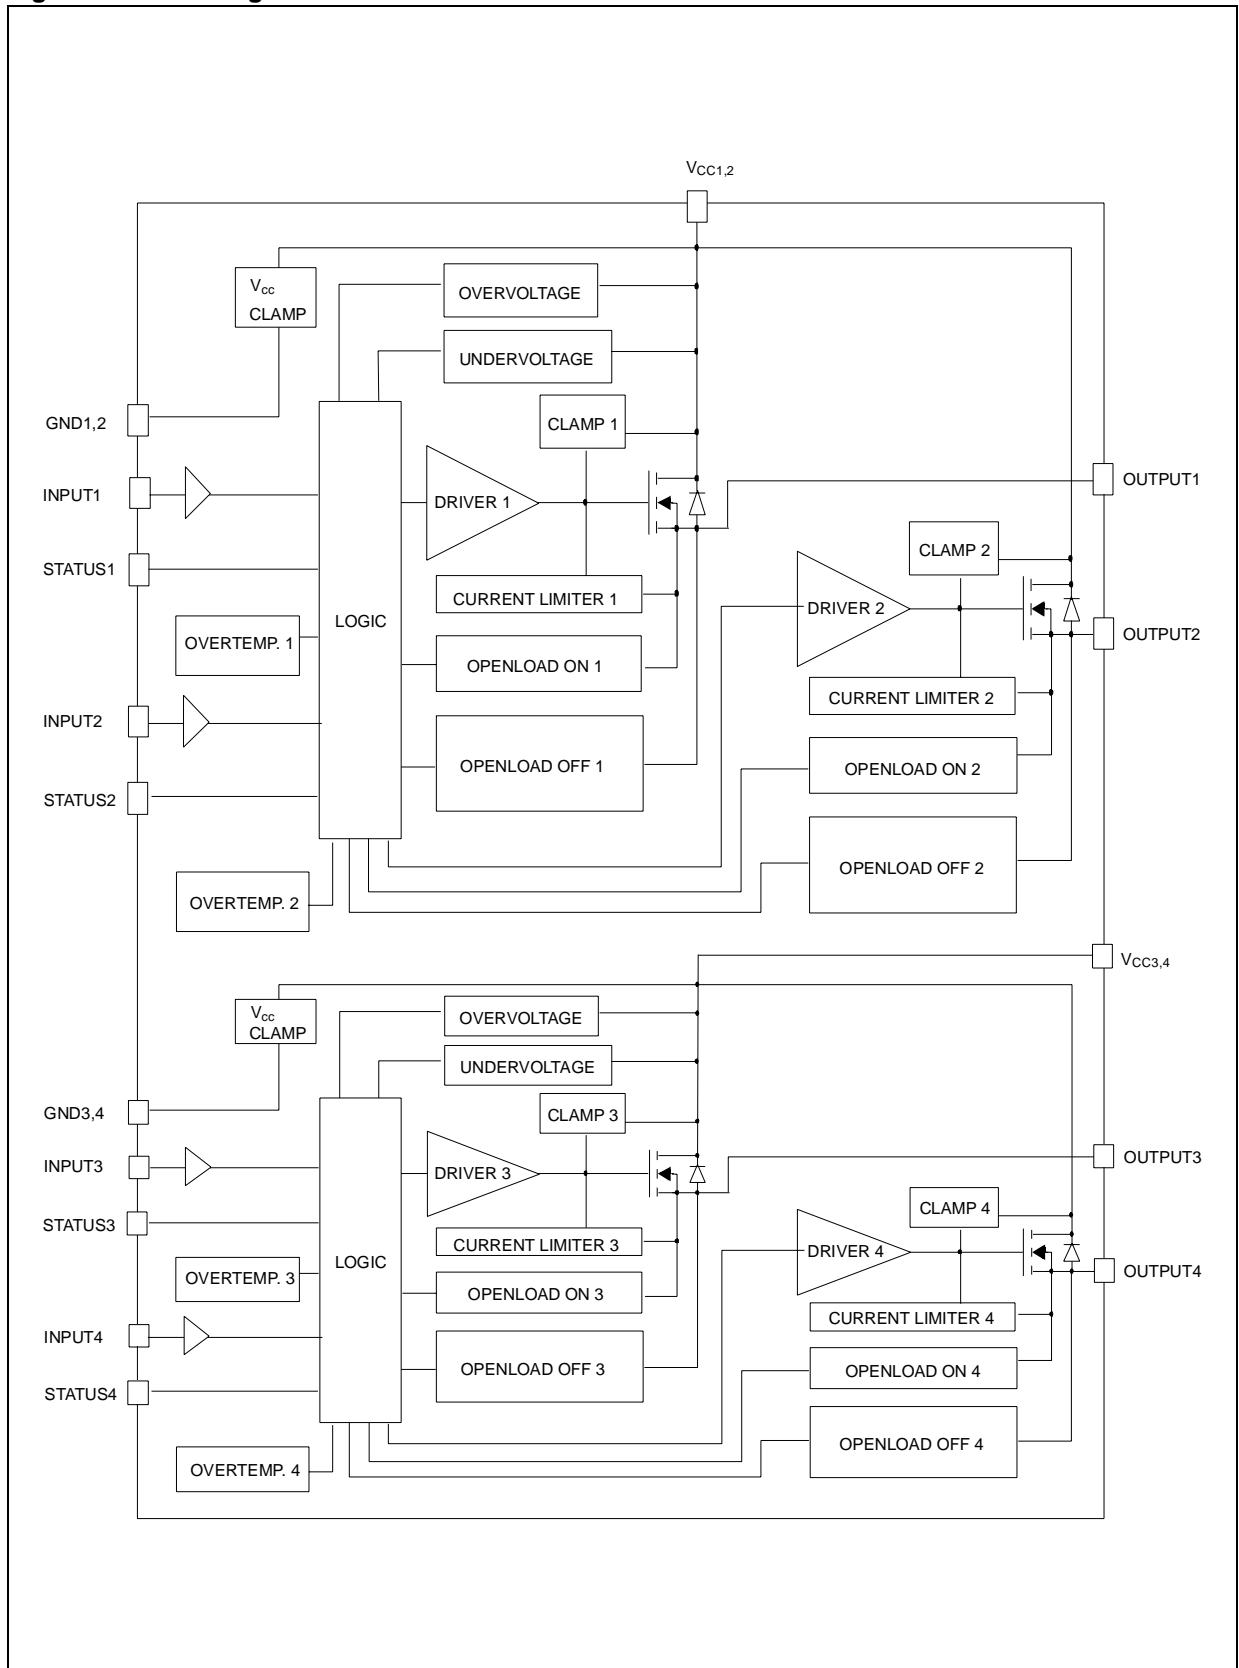 V_CC1,2
V_cc
CLAMP
OVERVOLTAGE
UNDERVOLTAGE
GND1,2
CLAMP 1
INPUT1
DRIVER 1
OUTPUT1
CLAMP 2
STATUS1
CURRENT LIMITER 1
DRIVER 2
LOGIC
OUTPUT2
OVERTEMP. 1
OPENLOAD ON 1
CURRENT LIMITER 2
INPUT2
OPENLOAD OFF 1
OPENLOAD ON 2
STATUS2
OPENLOAD OFF 2
OVERTEMP. 2
V_CC3,4
V_cc
CLAMP
OVERVOLTAGE
UNDERVOLTAGE
GND3,4
CLAMP 3
INPUT3
DRIVER 3
OUTPUT3
CLAMP 4
STATUS3
CURRENT LIMITER 3
DRIVER 4
LOGIC
OUTPUT4
OVERTEMP. 3
OPENLOAD ON 3
CURRENT LIMITER 4
INPUT4
OPENLOAD OFF 3
OPENLOAD ON 4
STATUS4
OPENLOAD OFF 4
OVERTEMP. 4